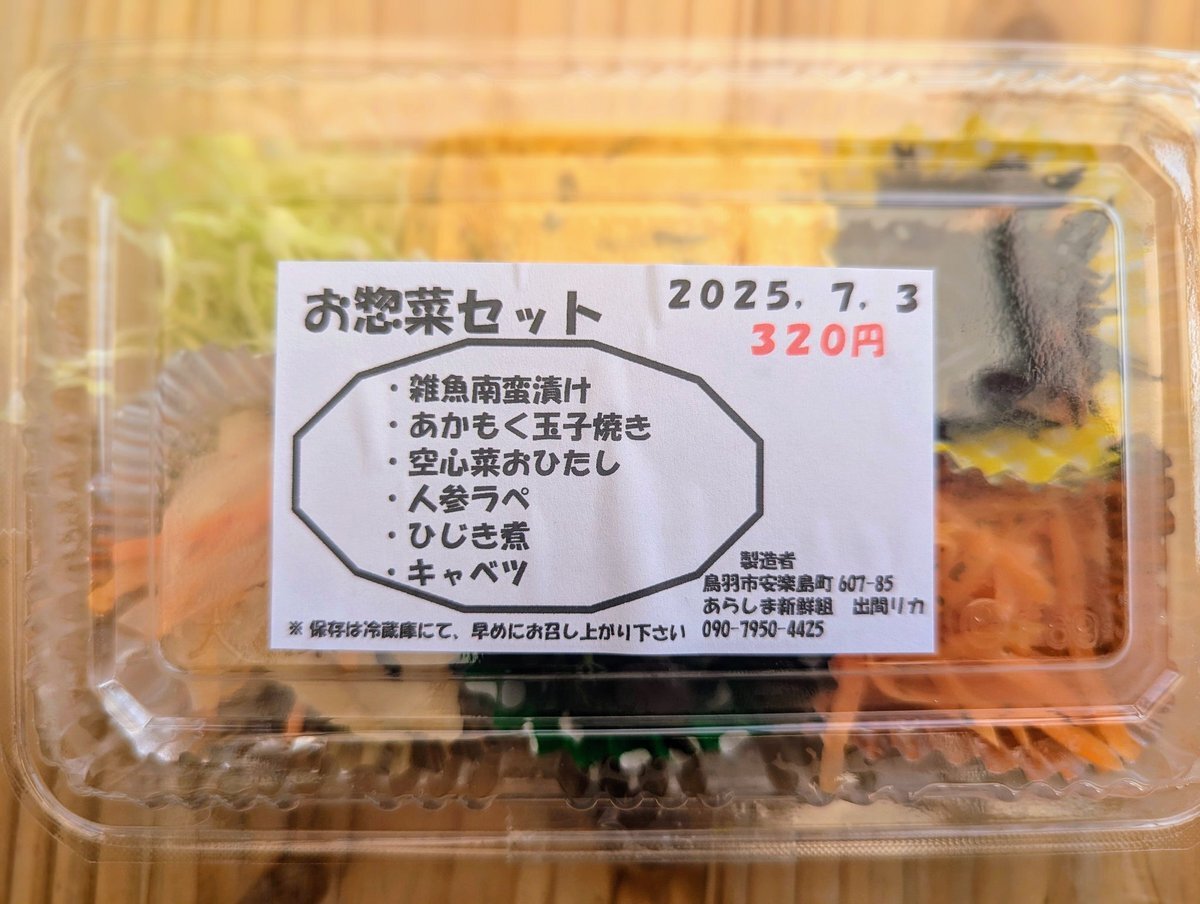 お惣菜セット
2025. 7. 3
320円
・雑魚南蛮漬け
・あかもく玉子焼き
・空心菜おひたし
・人参ラペ
・ひじき煮
・キャベツ
製造者
鳥羽市安楽島町 607-85
あらしま新鮮組　出間リカ
※ 保存は冷蔵庫にて、早めにお召し上がり下さい
090-7950-4425